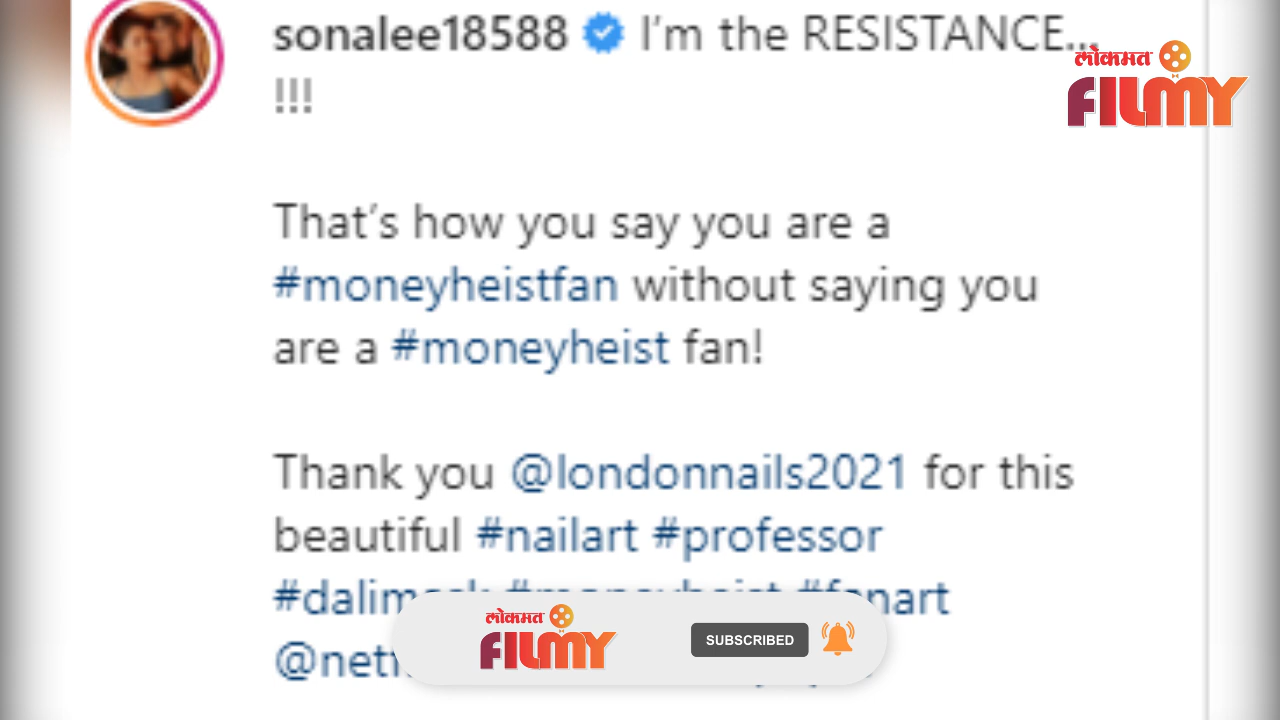 sonalee18588 I'm the RESISTANCE...
!!!
लोकमत
FILMY
That's how you say you are a
#moneyheistfan without saying you
are a #moneyheist fan!
Thank you @londonnails2021 for this
beautiful #nailart #professor
#dalimask #moneyheist #fanart
लोकमत
FILMY
SUBSCRIBED